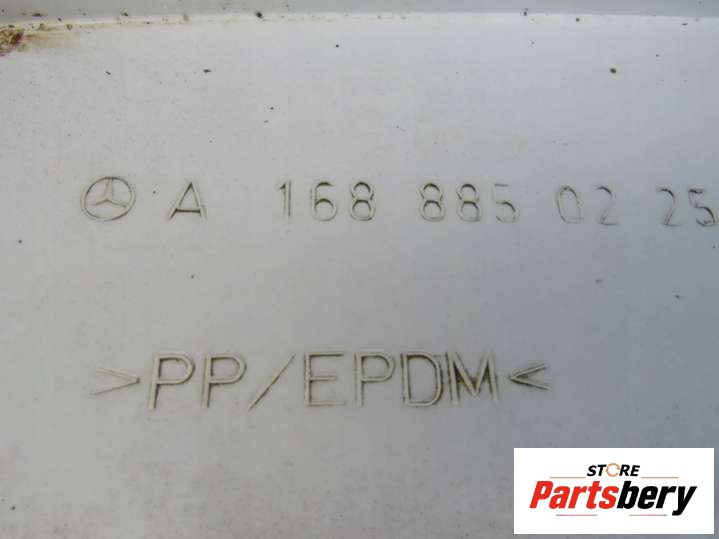 A 168 885 02 25
>PP/EPDM<
STORE
Partsbery